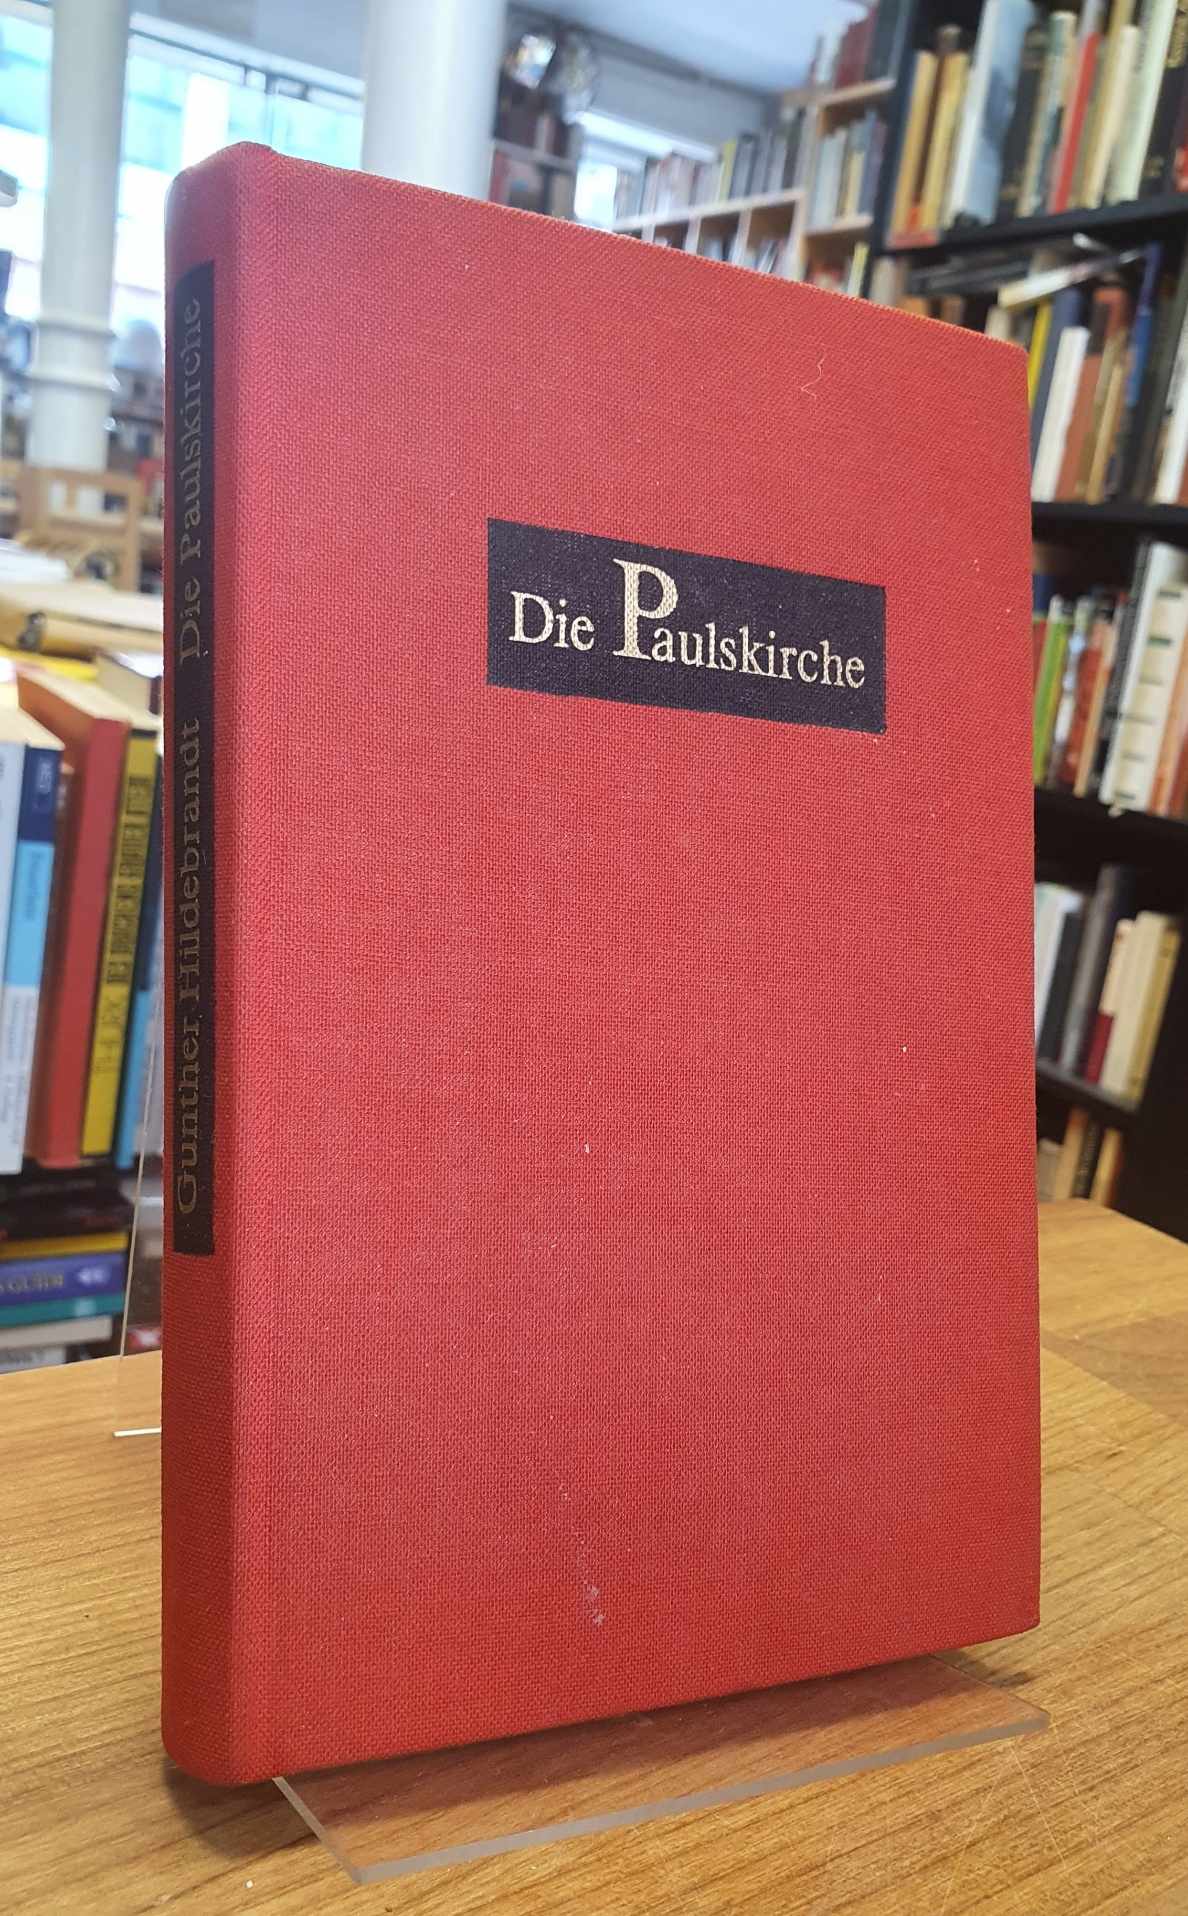 Die Paulskirche
Gunther Hildebrandt Die Paulskirche